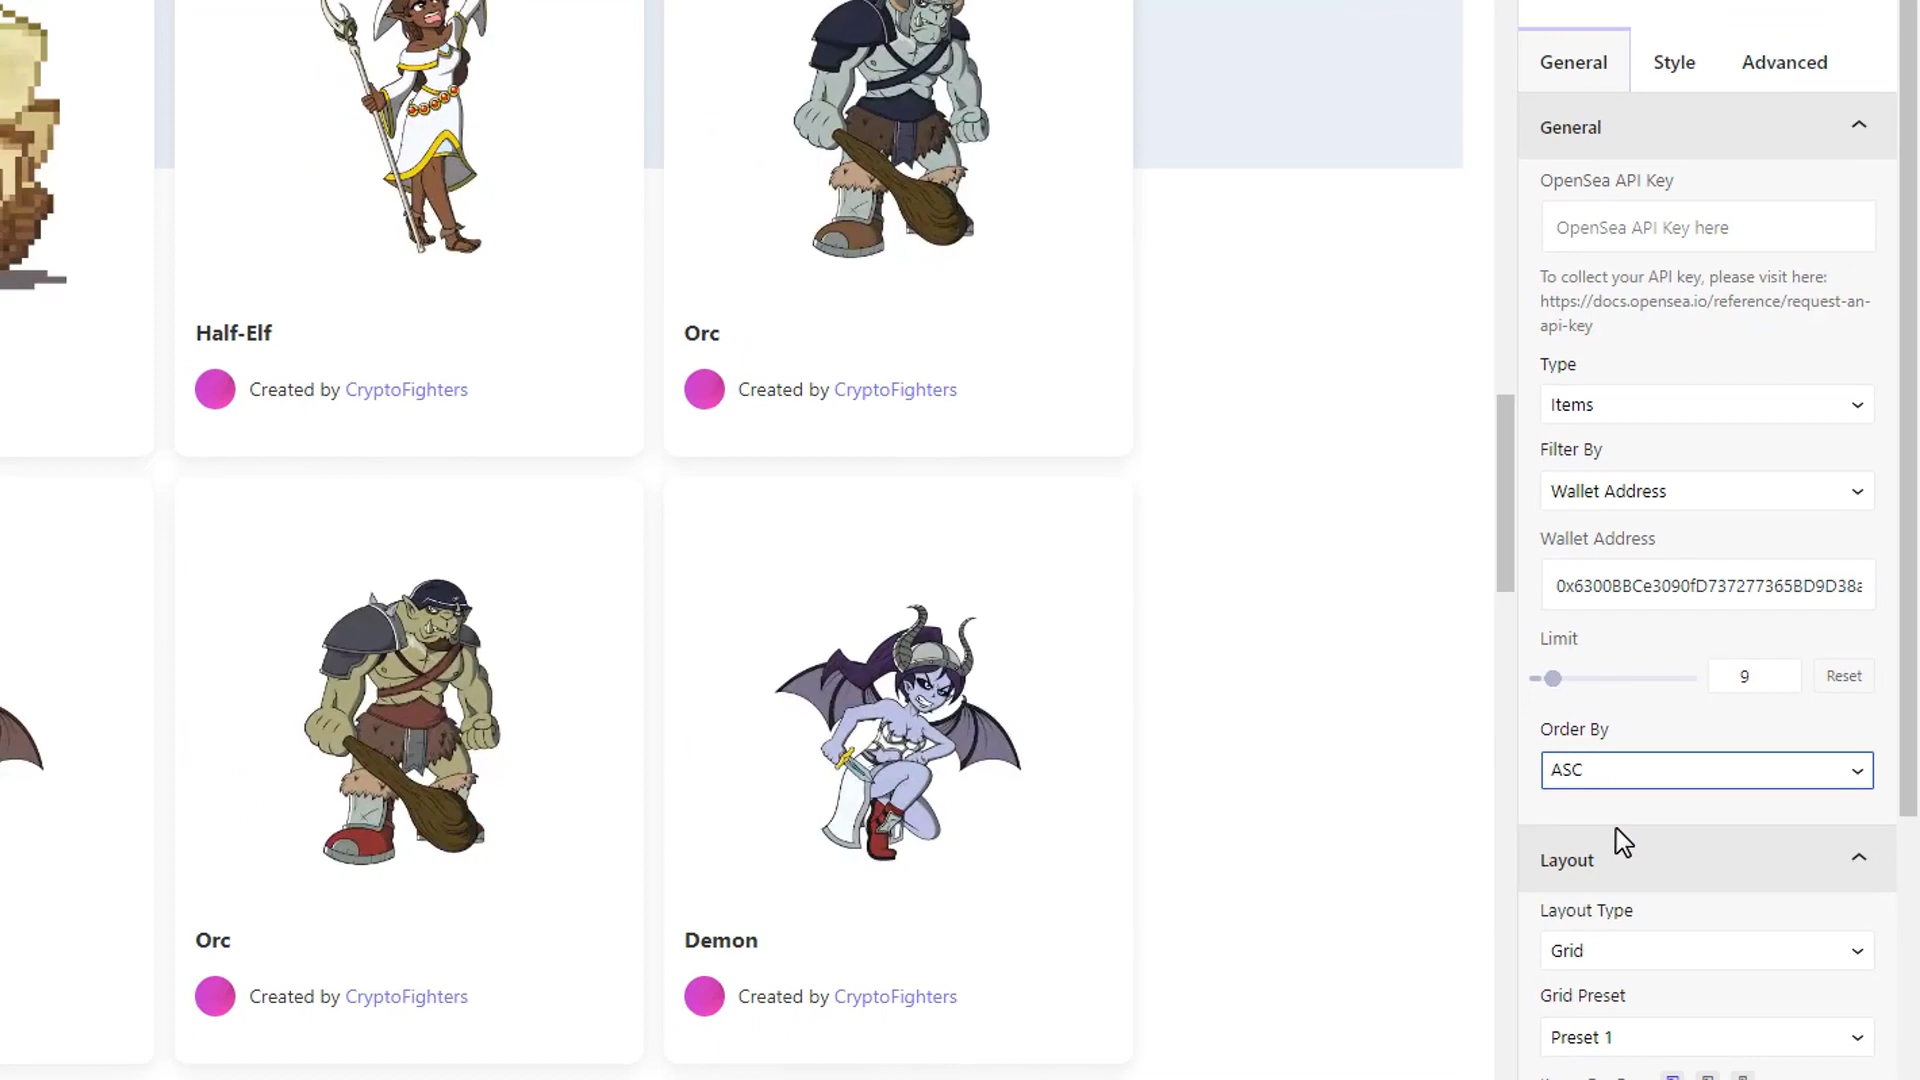 Half-Elf
Created by CryptoFighters
Orc
Created by CryptoFighters
Orc
Created by CryptoFighters
Demon
Created by CryptoFighters
General Style Advanced
General
OpenSea API Key
OpenSea API Key here
To collect your API key, please visit here:
https://docs.opensea.io/reference/request-an-
api-key
Type
Items
Filter By
Wallet Address
Wallet Address
0x6300BBCe3090fD737277365BD9D38a
Limit
9 Reset
Order By
ASC
Layout
Layout Type
Grid
Grid Preset
Preset 1